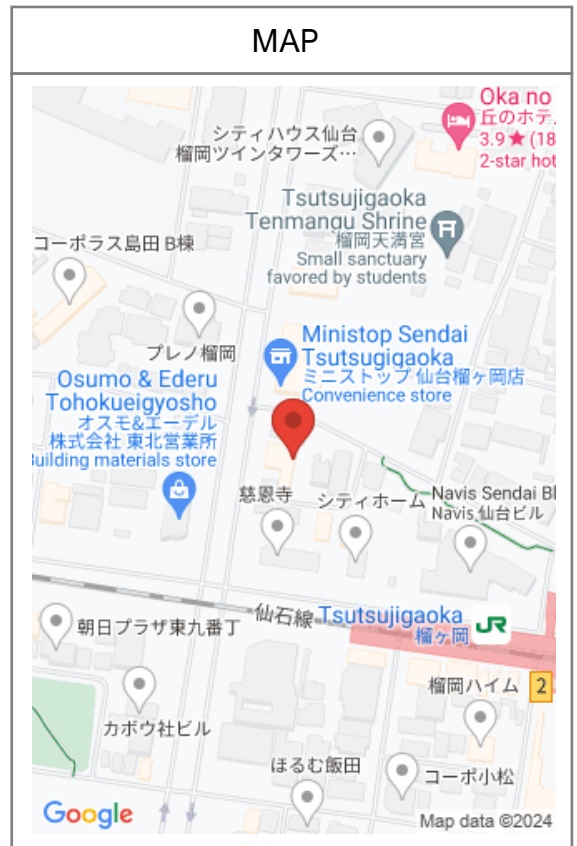 MAP
Oka no
丘のホテ..
3.9★(18
2-star hot
シティハウス仙台
榴岡ツインタワーズ…
Tsutsujigaoka
Tenmangu Shrine
榴岡天満宮
Small sanctuary
favored by students
コーポラス島田 B棟
プレノ榴岡
Ministop Sendai
Tsutsugigaoka
ミニストップ 仙台榴ヶ岡店
Convenience store
Osumo & Ederu
Tohokueigyosho
オスモ&エーデル
株式会社 東北営業所
Building materials store
慈恩寺
シティホーム
Navis Sendai Bl
Navis 仙台ビル
仙石線
Tsutsujigaoka
榴ヶ岡
JR
朝日プラザ東九番丁
榴岡ハイム
2
カボウ社ビル
ほるむ飯田
コーポ小松
Google
Map data ©2024